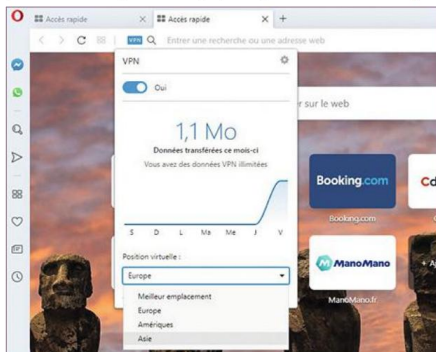 Accès rapide
Accès rapide
VPN
Entrer une recherche ou une adresse web
VPN
Oui
r sur le web
1,1 Mo
Données transférées ce mois-ci
Vous avez des données VPN illimitées
S D L Ma Me J V
Position virtuelle :
Europe
Meilleur emplacement
Europe
Amériques
Asie
Booking.com
Booking.com
Cd
ManoMano
ManoMano.fr